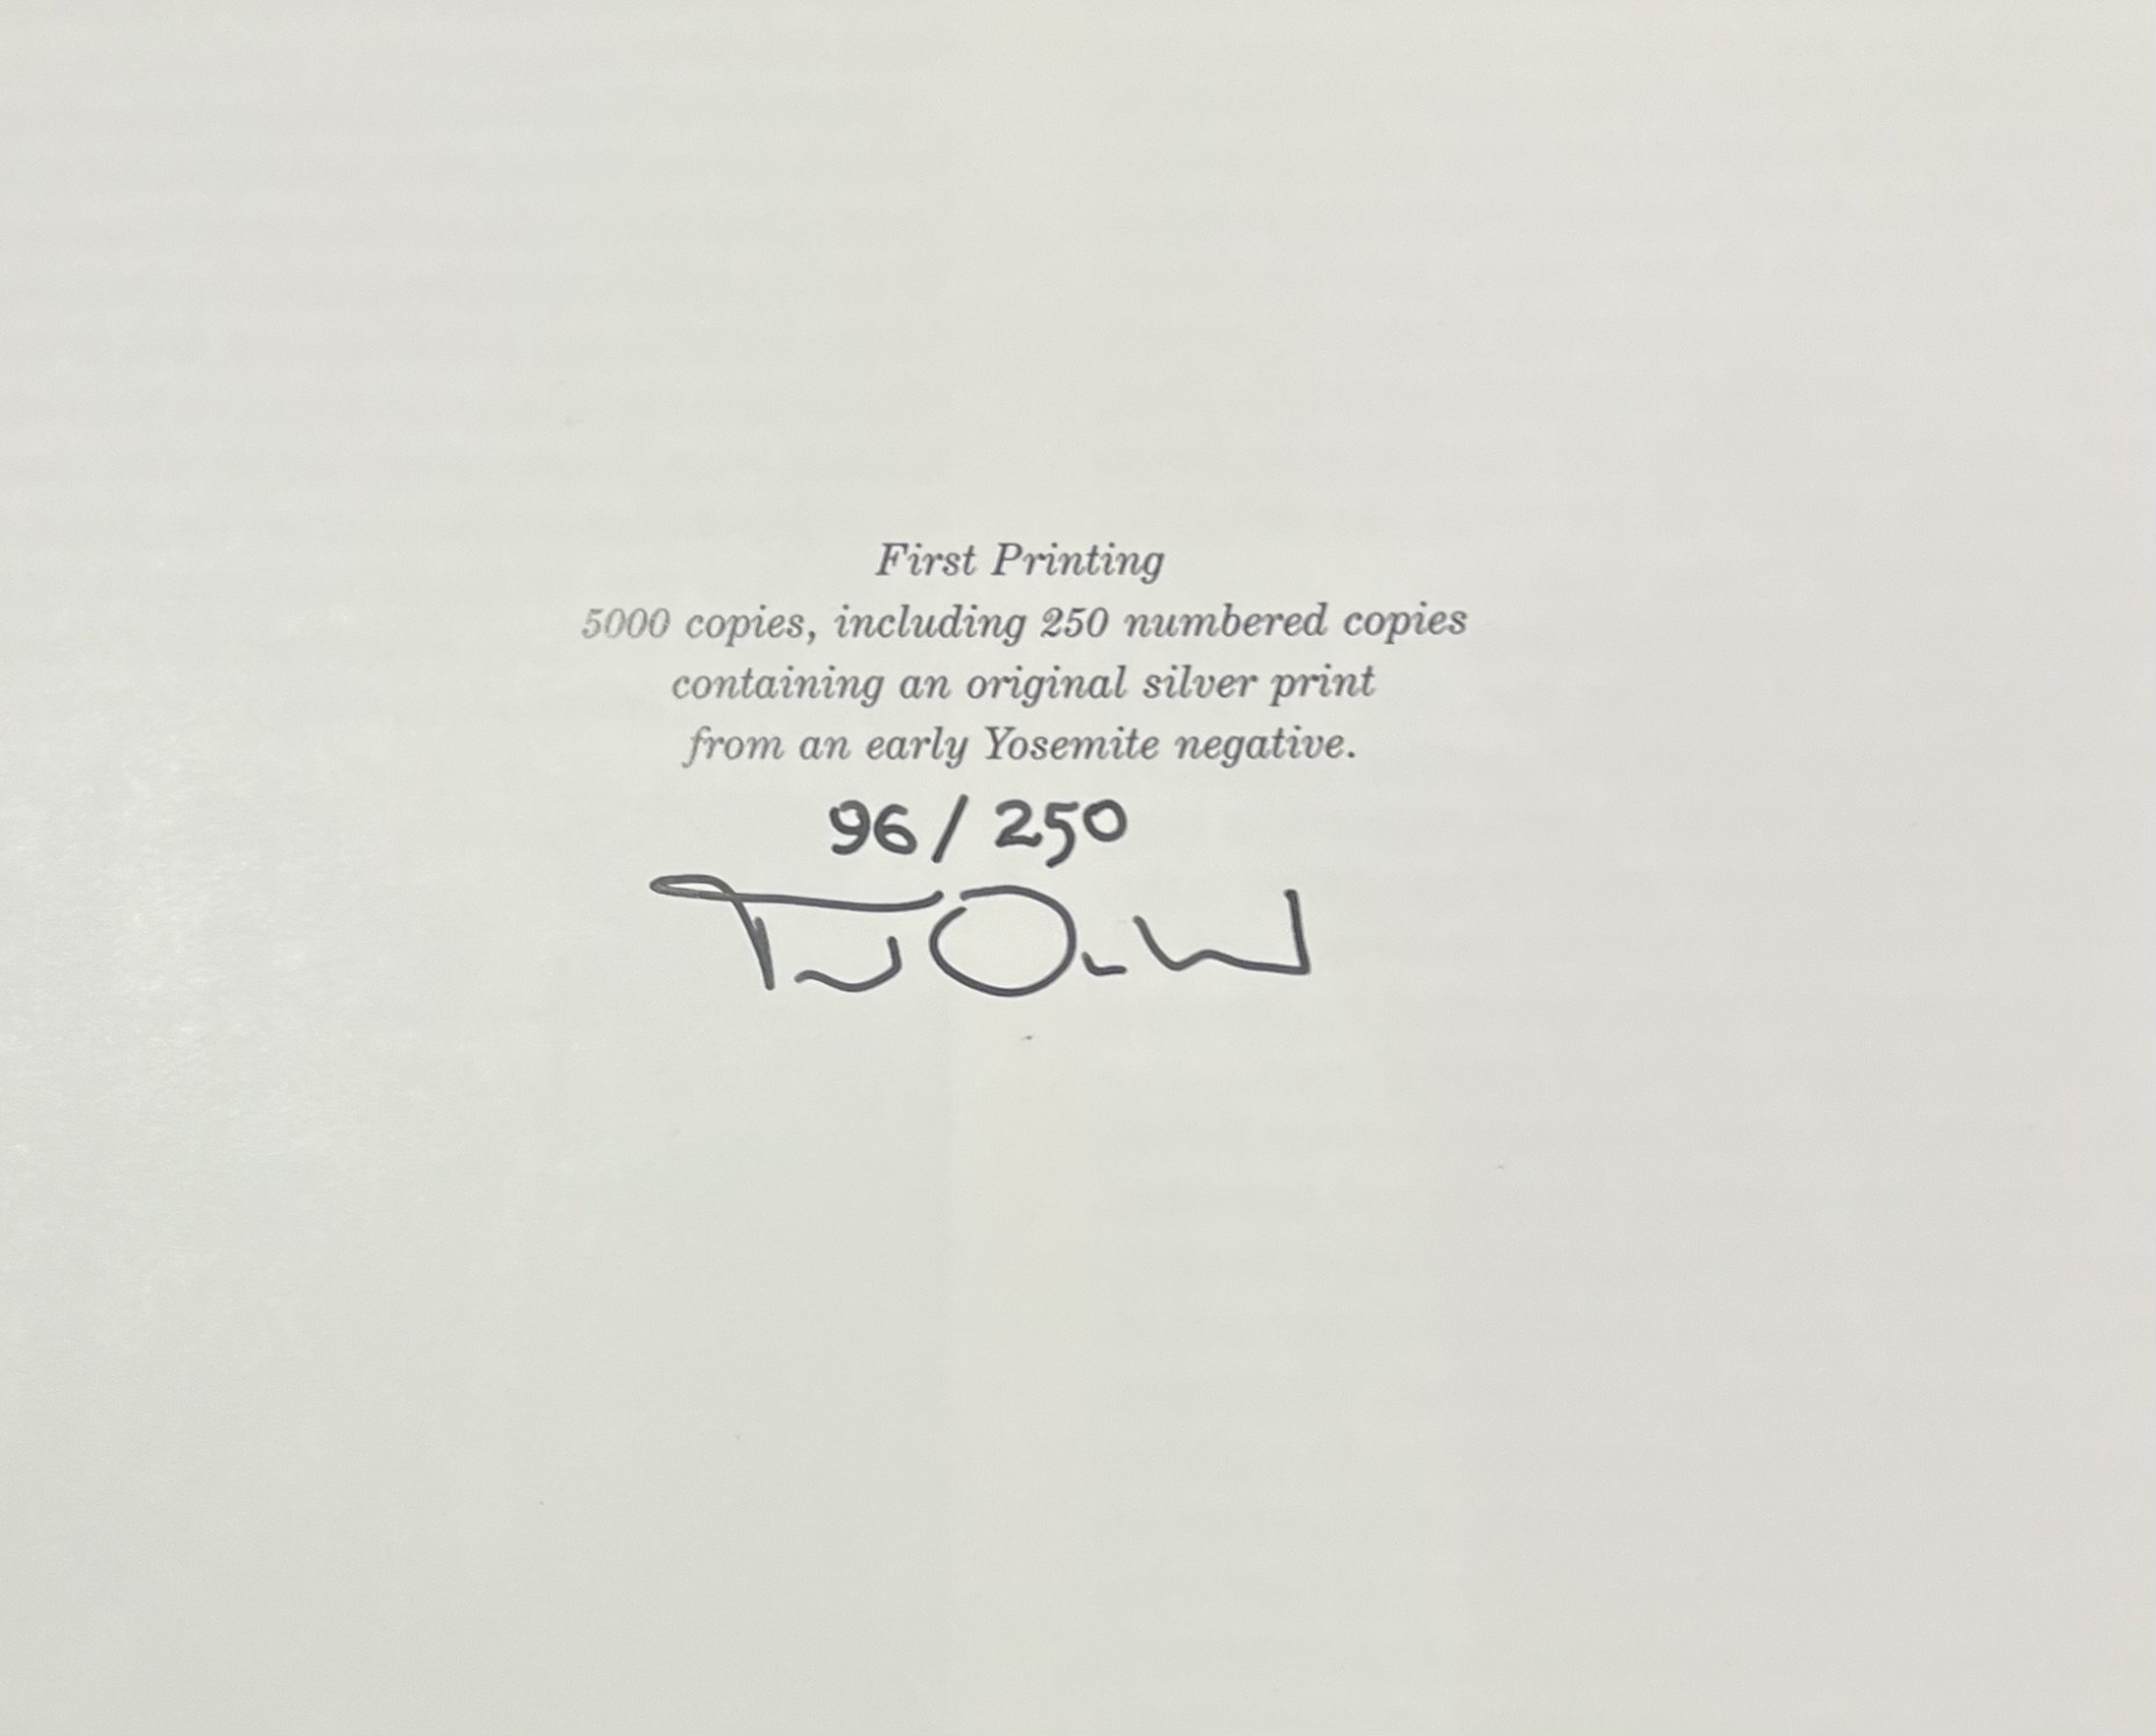 First Printing
5000 copies, including 250 numbered copies
containing an original silver print
from an early Yosemite negative.
96/250